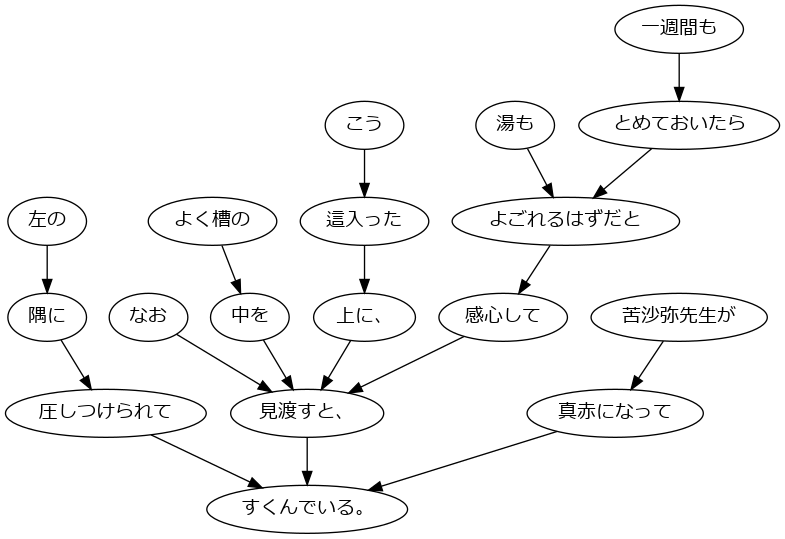 一週間も
こう
湯も
とめておいたら
左の
よく槽の
這入った
よごれるはずだと
隅に
なお
中を
上に、
感心して
苦沙弥先生が
圧しつけられて
見渡すと、
真赤になって
すくんでいる。